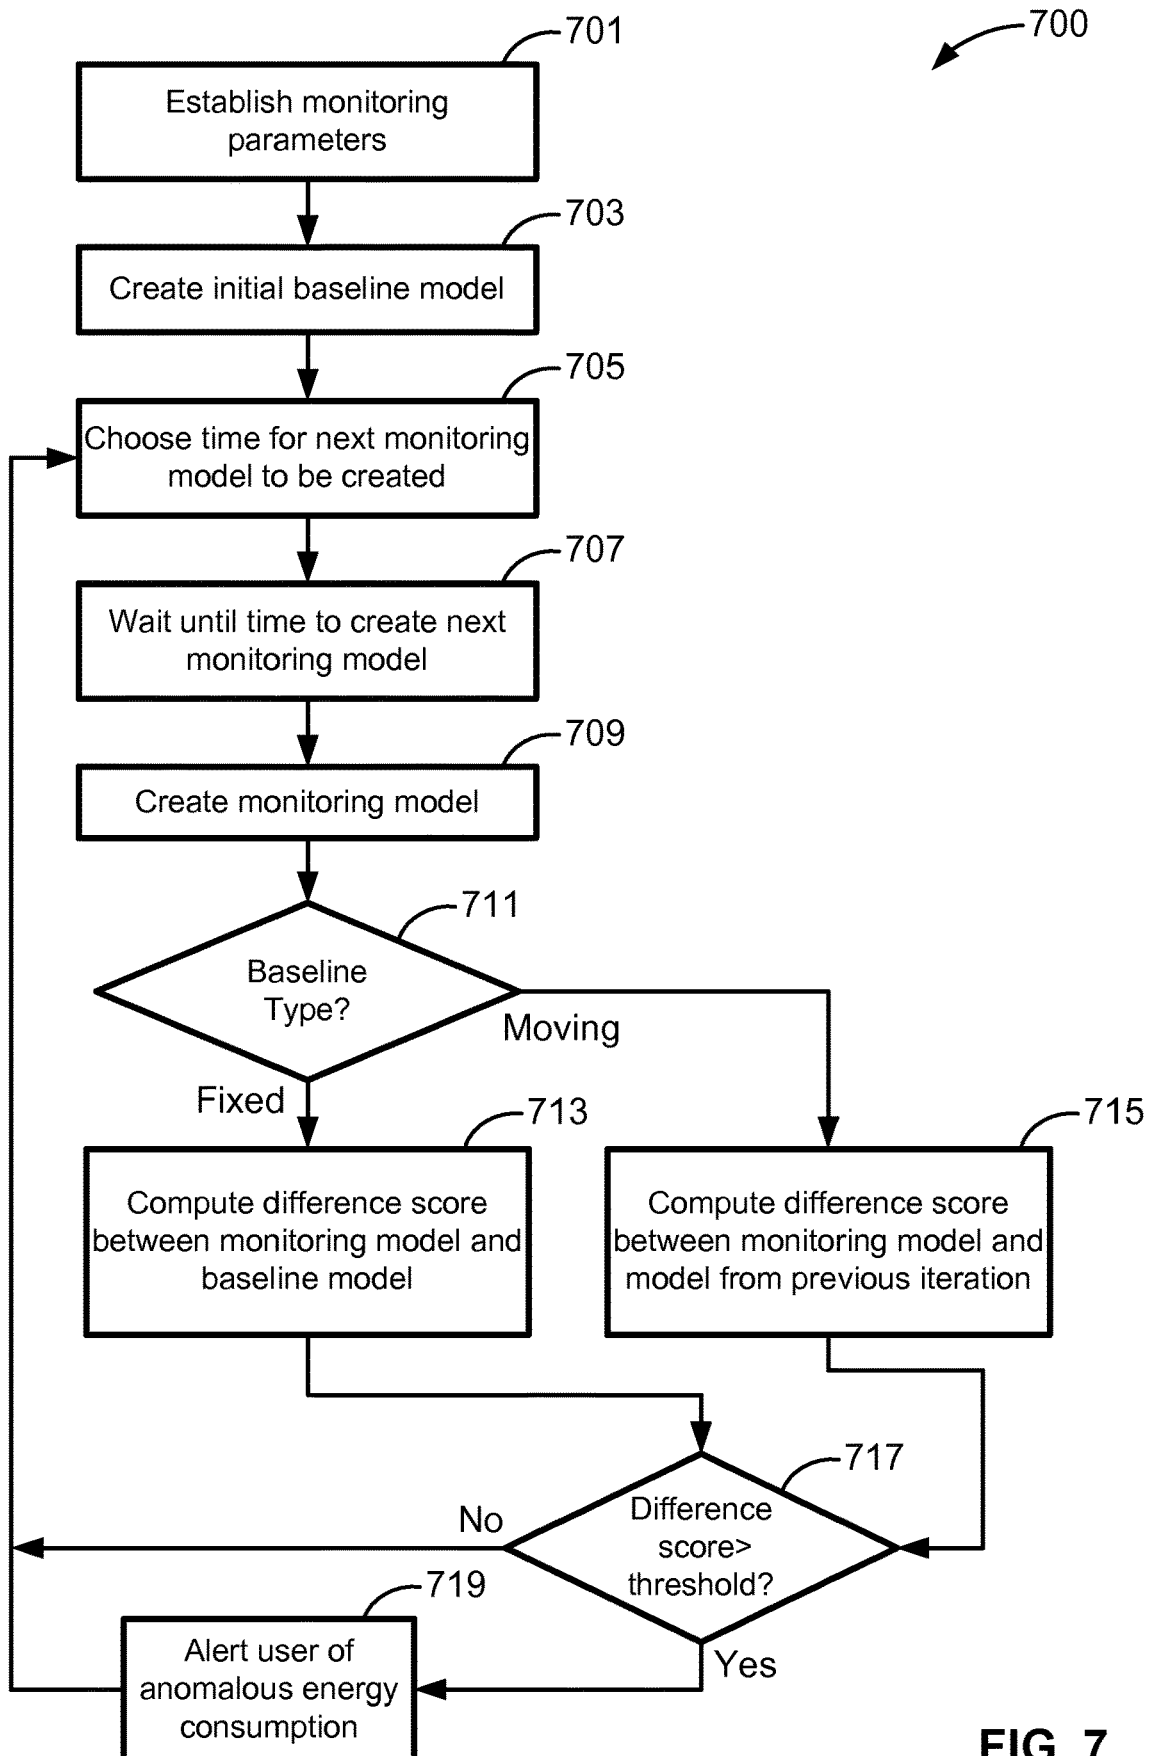 700
701
Establish monitoring
parameters
703
Create initial baseline model
705
Choose time for next monitoring
model to be created
707
Wait until time to create next
monitoring model
709
Create monitoring model
711
Baseline
Type?
Moving
Fixed
713
Compute difference score
between monitoring model and
baseline model
715
Compute difference score
between monitoring model and
model from previous iteration
717
Difference
score>
threshold?
No
Yes
719
Alert user of
anomalous energy
consumption
FIG. 7